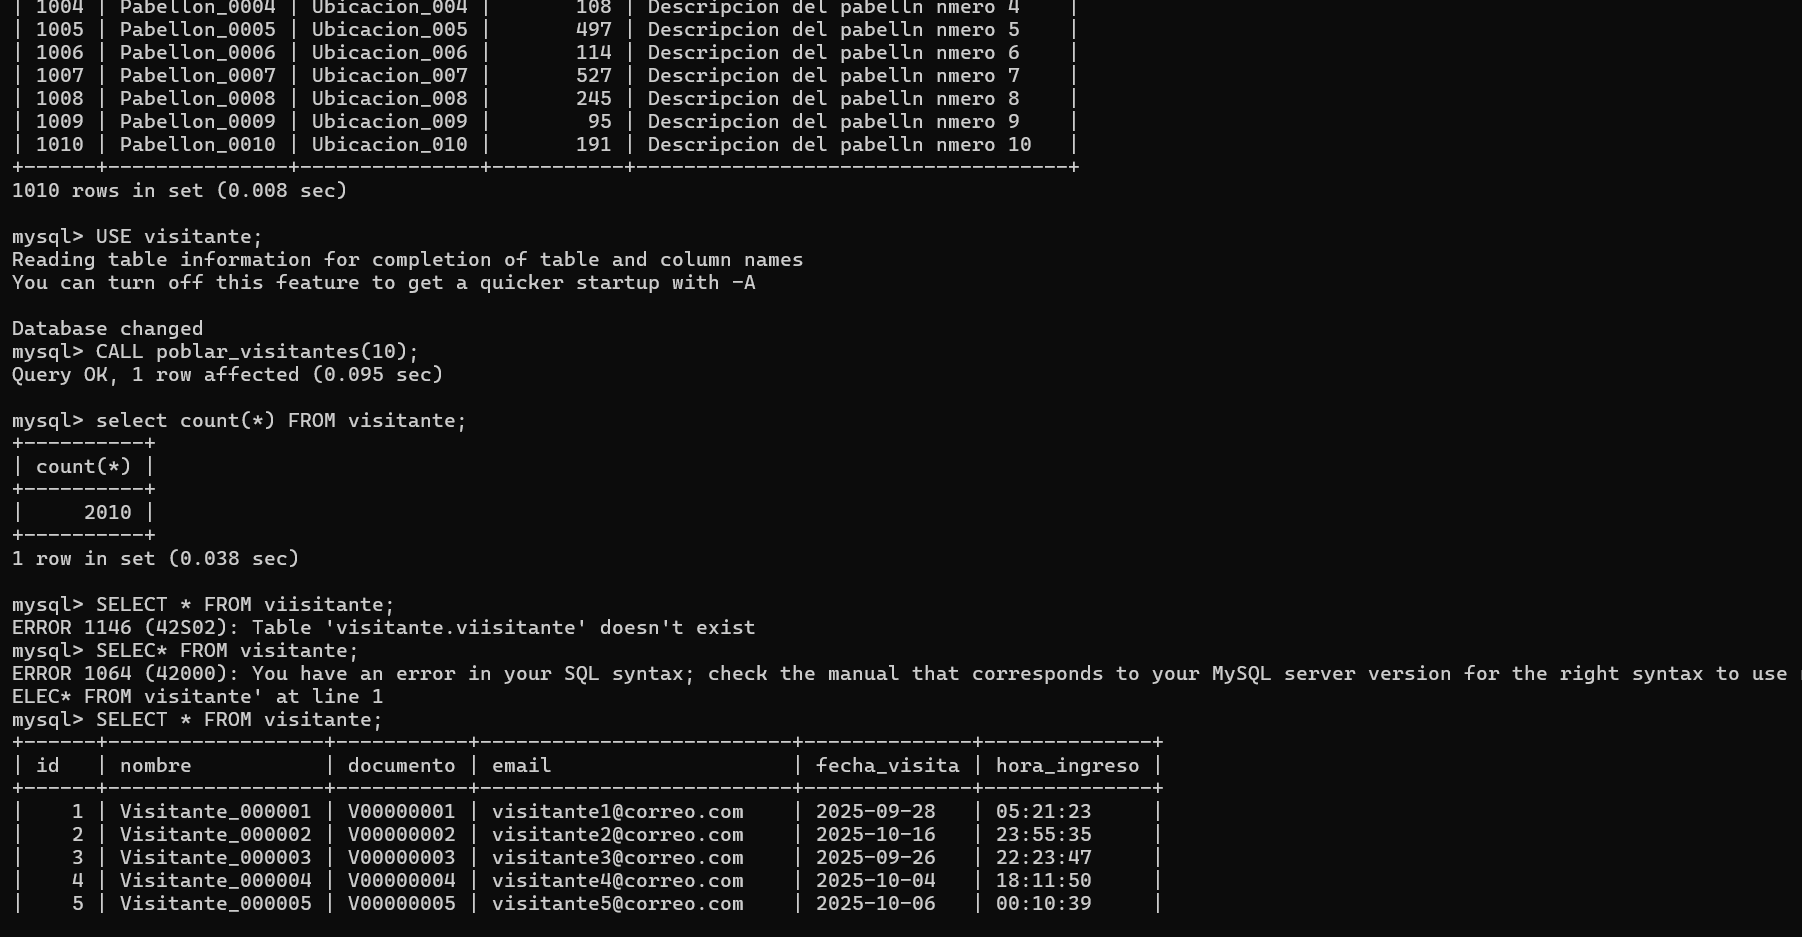 | 1004 | Pabellon_0004 | Ubicacion_004 |       108 | Descripcion del pabelln nmero 4    |
| 1005 | Pabellon_0005 | Ubicacion_005 |       497 | Descripcion del pabelln nmero 5    |
| 1006 | Pabellon_0006 | Ubicacion_006 |       114 | Descripcion del pabelln nmero 6    |
| 1007 | Pabellon_0007 | Ubicacion_007 |       527 | Descripcion del pabelln nmero 7    |
| 1008 | Pabellon_0008 | Ubicacion_008 |       245 | Descripcion del pabelln nmero 8    |
| 1009 | Pabellon_0009 | Ubicacion_009 |        95 | Descripcion del pabelln nmero 9    |
| 1010 | Pabellon_0010 | Ubicacion_010 |       191 | Descripcion del pabelln nmero 10   |
+------+---------------+---------------+-----------+------------------------------------+
1010 rows in set (0.008 sec)

mysql> USE visitante;
Reading table information for completion of table and column names
You can turn off this feature to get a quicker startup with -A

Database changed
mysql> CALL poblar_visitantes(10);
Query OK, 1 row affected (0.095 sec)

mysql> select count(*) FROM visitante;
+----------+
| count(*) |
+----------+
|     2010 |
+----------+
1 row in set (0.038 sec)

mysql> SELECT * FROM viisitante;
ERROR 1146 (42S02): Table 'visitante.viisitante' doesn't exist
mysql> SELEC* FROM visitante;
ERROR 1064 (42000): You have an error in your SQL syntax; check the manual that corresponds to your MySQL server version for the right syntax to use
ELEC* FROM visitante' at line 1
mysql> SELECT * FROM visitante;
+------+------------------+-----------+--------------------------+--------------+--------------+
| id   | nombre           | documento | email                    | fecha_visita | hora_ingreso |
+------+------------------+-----------+--------------------------+--------------+--------------+
|    1 | Visitante_000001 | V00000001 | visitante1@correo.com    | 2025-09-28   | 05:21:23     |
|    2 | Visitante_000002 | V00000002 | visitante2@correo.com    | 2025-10-16   | 23:55:35     |
|    3 | Visitante_000003 | V00000003 | visitante3@correo.com    | 2025-09-26   | 22:23:47     |
|    4 | Visitante_000004 | V00000004 | visitante4@correo.com    | 2025-10-04   | 18:11:50     |
|    5 | Visitante_000005 | V00000005 | visitante5@correo.com    | 2025-10-06   | 00:10:39     |